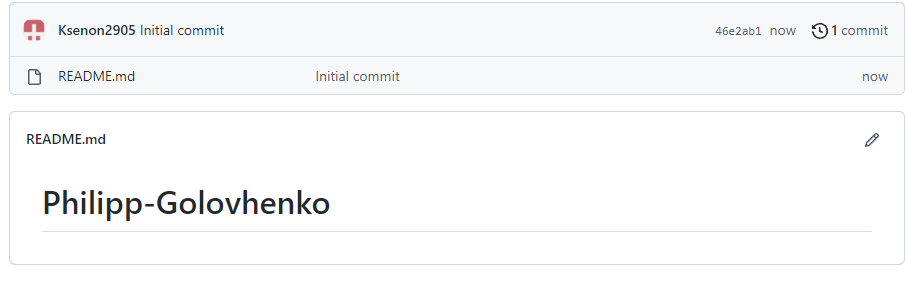 Ksenon2905 Initial commit 46e2ab1 now 1 commit
README.md Initial commit now
README.md
Philipp-Golovhenko